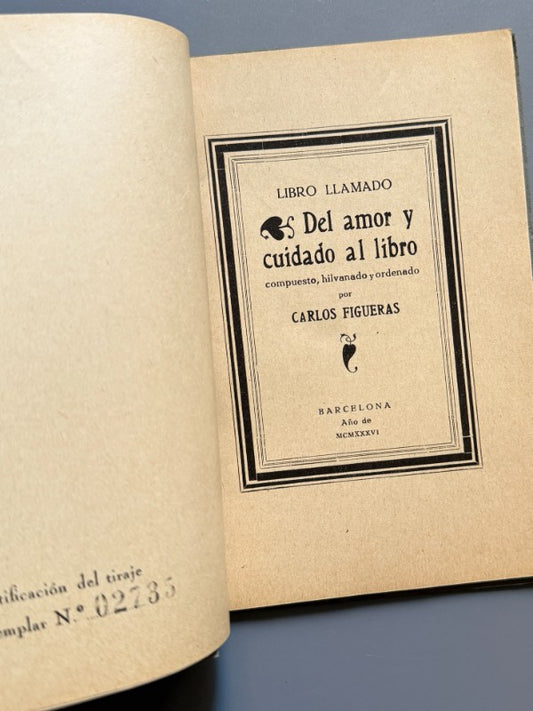 tificación del tiraje
emplar N.º 02735
LIBRO LLAMADO
Del amor y
cuidado al libro
compuesto, hilvanado y ordenado
por
CARLOS FIGUERAS
BARCELONA
Año de
MCMXXXVI